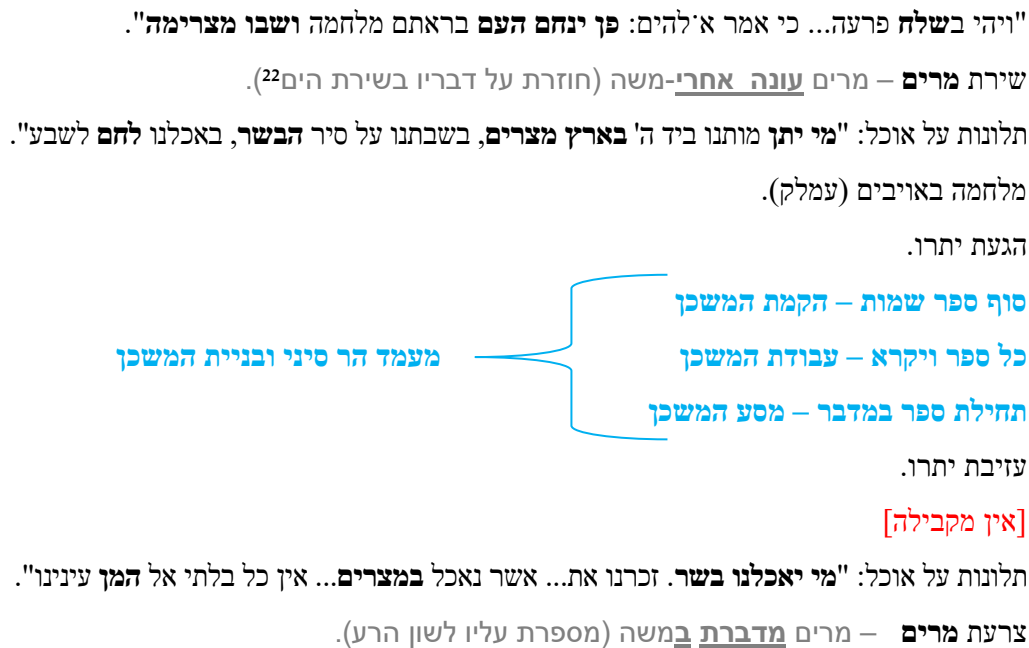 "ויהי בשלח פרעה... כי אמר א˙להים: פן ינחם העם בראתם מלחמה ושבו מצרימה".
שירת מרים – מרים עונה אחרי-משה (חוזרת על דבריו בשירת הים22).
תלונות על אוכל: "מי יתן מותנו ביד ה' בארץ מצרים, בשבתנו על סיר הבשר, באכלנו לחם לשבע".
מלחמה באויבים (עמלק).
הגעת יתרו.
סוף ספר שמות – הקמת המשכן
כל ספר ויקרא – עבודת המשכן
מעמד הר סיני ובניית המשכן
תחילת ספר במדבר – מסע המשכן
עזיבת יתרו.
[אין מקבילה]
תלונות על אוכל: "מי יאכלנו בשר. זכרנו את... אשר נאכל במצרים... אין כל בלתי אל המן עינינו".
צרעת מרים – מרים מדברת במשה (מספרת עליו לשון הרע).